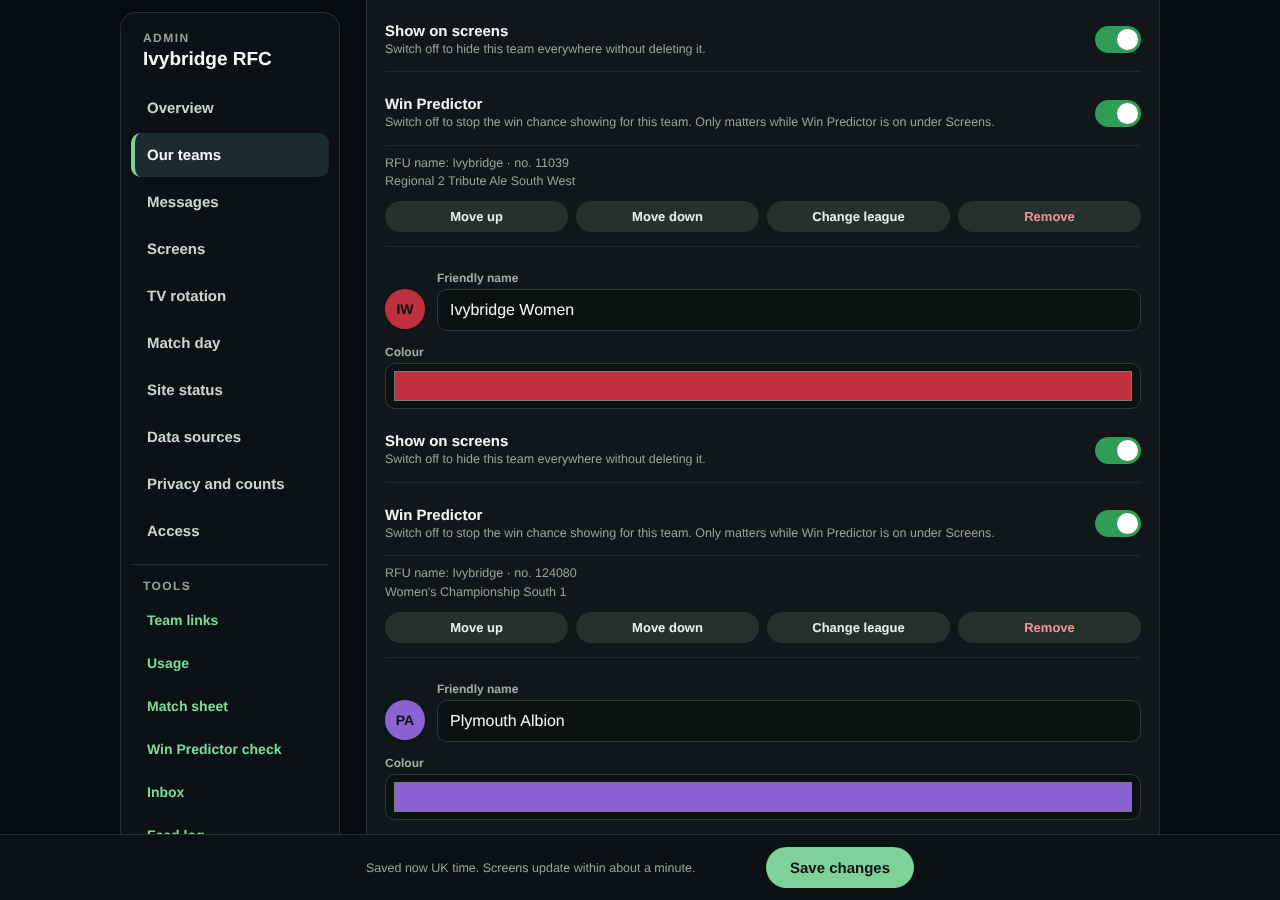 ADMIN
Ivybridge RFC
Overview
Our teams
Messages
Screens
TV rotation
Match day
Site status
Data sources
Privacy and counts
Access
TOOLS
Team links
Usage
Match sheet
Win Predictor check
Inbox
Feed log
Show on screens
Switch off to hide this team everywhere without deleting it.
Win Predictor
Switch off to stop the win chance showing for this team. Only matters while Win Predictor is on under Screens.
RFU name: Ivybridge · no. 11039
Regional 2 Tribute Ale South West
Move up
Move down
Change league
Remove
Friendly name
IW
Ivybridge Women
Colour
Show on screens
Switch off to hide this team everywhere without deleting it.
Win Predictor
Switch off to stop the win chance showing for this team. Only matters while Win Predictor is on under Screens.
RFU name: Ivybridge · no. 124080
Women's Championship South 1
Move up
Move down
Change league
Remove
Friendly name
PA
Plymouth Albion
Colour
Saved now UK time. Screens update within about a minute.
Save changes